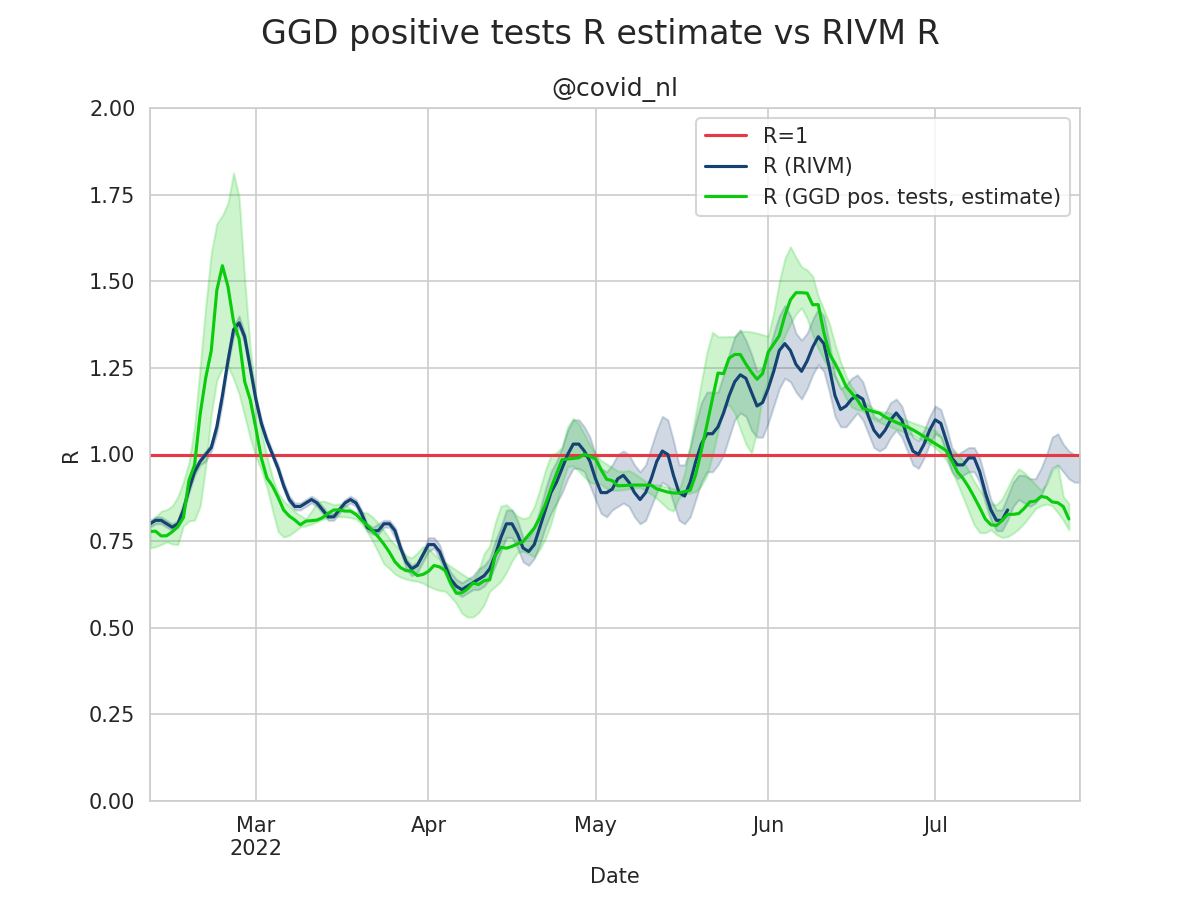 GGD positive tests R estimate vs RIVM R
@covid_nl
R=1
R (RIVM)
R (GGD pos. tests, estimate)
2.00
1.75
1.50
1.25
1.00
0.75
0.50
0.25
0.00
R
Mar
2022
Apr
May
Jun
Jul
Date